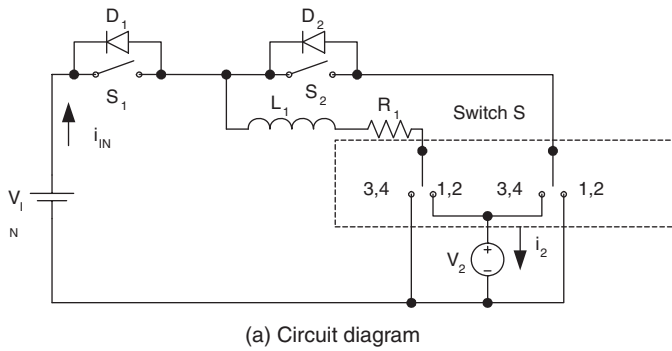 D1 D2
S1 S2
L1 R1 Switch S
iIN
3,4 1,2 3,4 1,2
VI
N
V2 + − i2
(a) Circuit diagram